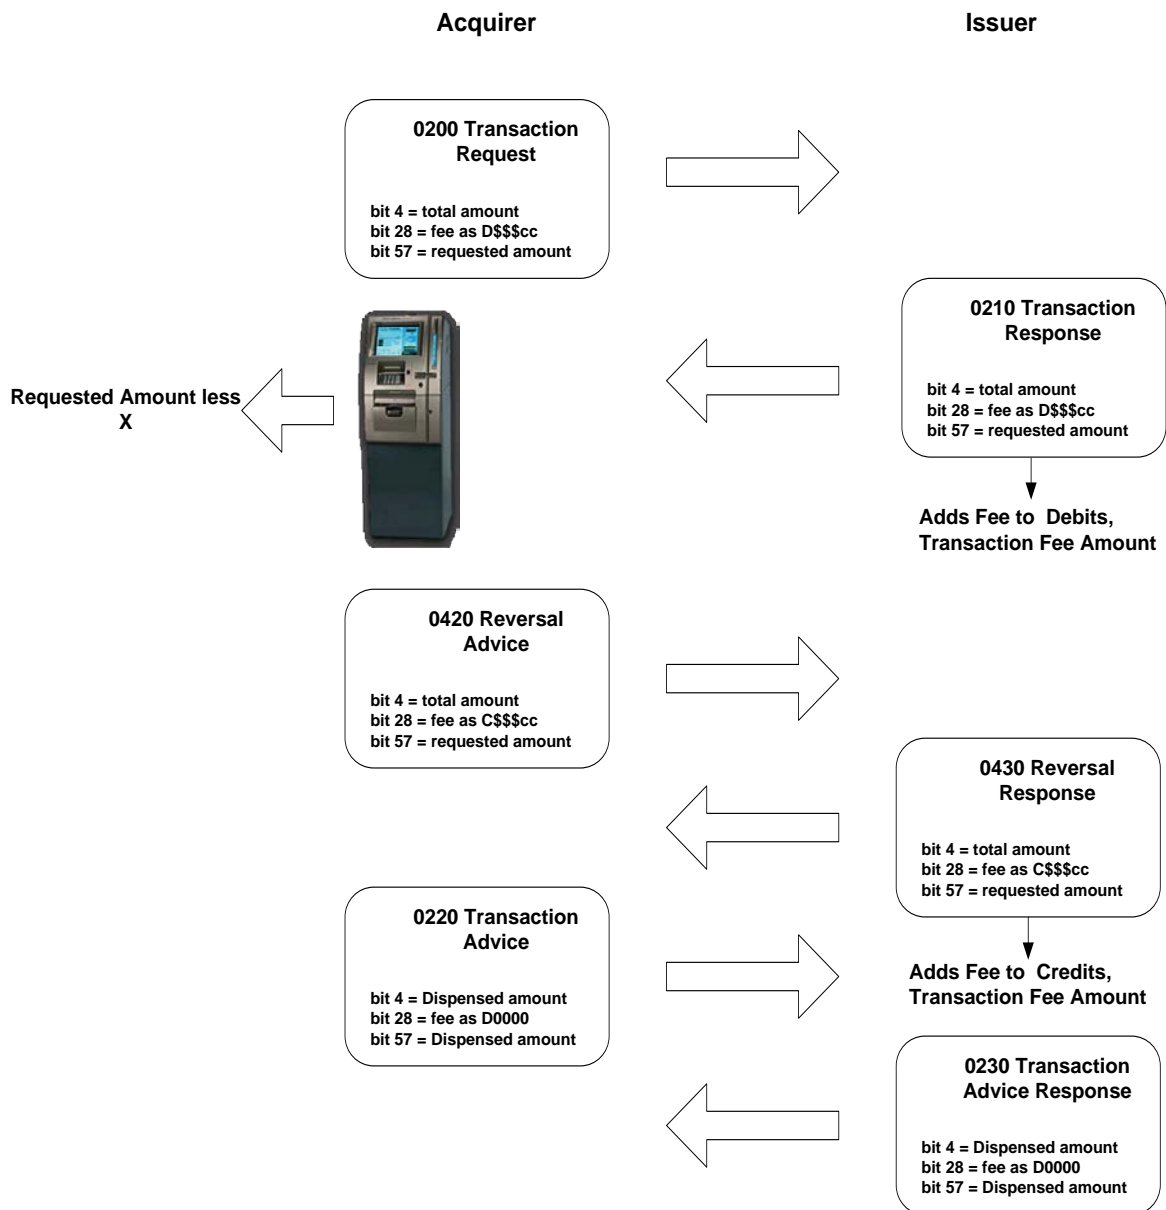 Acquirer
Issuer
0200 Transaction
Request
bit 4 = total amount
bit 28 = fee as D$$$cc
bit 57 = requested amount
0210 Transaction
Response
bit 4 = total amount
bit 28 = fee as D$$$cc
bit 57 = requested amount
Requested Amount less
X
Adds Fee to Debits,
Transaction Fee Amount
0420 Reversal
Advice
bit 4 = total amount
bit 28 = fee as C$$$cc
bit 57 = requested amount
0430 Reversal
Response
bit 4 = total amount
bit 28 = fee as C$$$cc
bit 57 = requested amount
Adds Fee to Credits,
Transaction Fee Amount
0220 Transaction
Advice
bit 4 = Dispensed amount
bit 28 = fee as D0000
bit 57 = Dispensed amount
0230 Transaction
Advice Response
bit 4 = Dispensed amount
bit 28 = fee as D0000
bit 57 = Dispensed amount